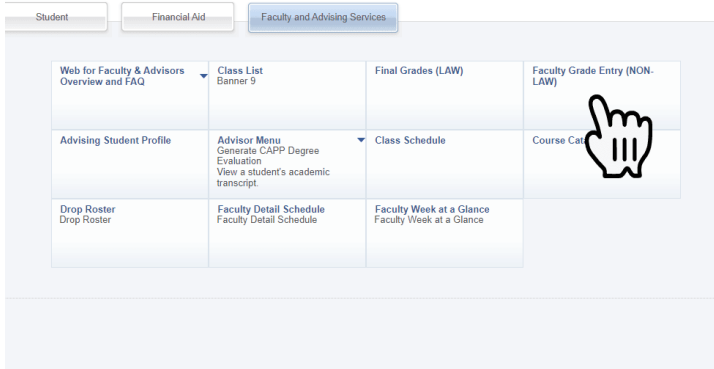 Student
Financial Aid
Faculty and Advising Services
Web for Faculty & Advisors
Overview and FAQ
Class List
Banner 9
Final Grades (LAW)
Faculty Grade Entry (NON-
LAW)
Advising Student Profile
Advisor Menu
Generate CAPP Degree
Evaluation
View a student's academic
transcript.
Class Schedule
Course
Drop Roster
Drop Roster
Faculty Detail Schedule
Faculty Detail Schedule
Faculty Week at a Glance
Faculty Week at a Glance